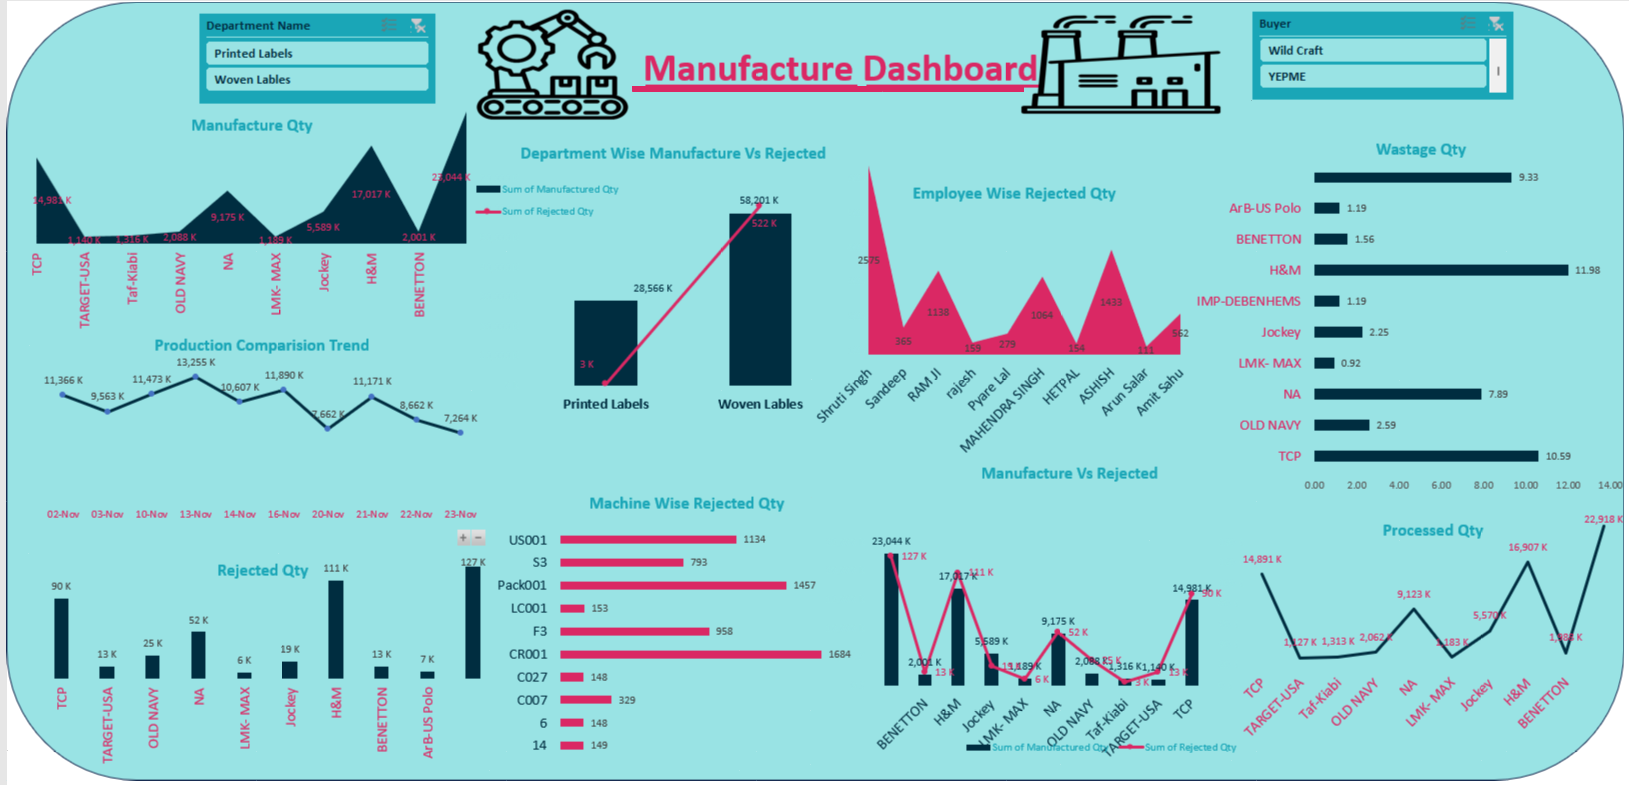 Department Name
Printed Labels
Woven Lables
Manufacture Dashboard
Buyer
Wild Craft
YEPME
Manufacture Qty
14,981 K
1,140 K
1,316 K
2,088 K
9,175 K
1,189 K
5,589 K
17,017 K
2,001 K
23,044 K
TCP
TARGET-USA
Taf-Kiabi
OLD NAVY
NA
LMK- MAX
Jockey
H&M
BENETTON
Department Wise Manufacture Vs Rejected
Sum of Manufactured Qty
Sum of Rejected Qty
58,201 K
522 K
28,566 K
3 K
Printed Labels
Woven Lables
Employee Wise Rejected Qty
2575
365
1138
159
279
1064
154
1433
111
562
Shruti Singh
Sandeep
RAM JI
rajesh
Pyare Lal
MAHENDRA SINGH
HETPAL
ASHISH
Arun Salar
Amit Sahu
Wastage Qty
9.33
ArB-US Polo 1.19
BENETTON 1.56
H&M 11.98
IMP-DEBENHEMS 1.19
Jockey 2.25
LMK- MAX 0.92
NA 7.89
OLD NAVY 2.59
TCP 10.59
0.00 2.00 4.00 6.00 8.00 10.00 12.00 14.00
Production Comparision Trend
11,366 K
9,563 K
11,473 K
13,255 K
10,607 K
11,890 K
7,662 K
11,171 K
8,662 K
7,264 K
02-Nov 03-Nov 10-Nov 13-Nov 14-Nov 16-Nov 20-Nov 21-Nov 22-Nov 23-Nov
Rejected Qty
90 K
13 K
25 K
52 K
6 K
19 K
111 K
13 K
7 K
127 K
TCP
TARGET-USA
OLD NAVY
NA
LMK- MAX
Jockey
H&M
BENETTON
ArB-US Polo
Machine Wise Rejected Qty
US001 1134
S3 793
Pack001 1457
LC001 153
F3 958
CR001 1684
C027 148
C007 329
6 148
14 149
Manufacture Vs Rejected
23,044 K
127 K
2,001 K
13 K
17,017 K
111 K
5,589 K
19 K
1,189 K
6 K
9,175 K
52 K
2,088 K
25 K
1,316 K
3 K
1,140 K
13 K
14,981 K
90 K
BENETTON
H&M
Jockey
LMK- MAX
NA
OLD NAVY
Taf-Kiabi
TARGET-USA
TCP
Sum of Manufactured Qty
Sum of Rejected Qty
Processed Qty
14,891 K
1,127 K
1,313 K
2,062 K
9,123 K
1,183 K
5,570 K
16,907 K
22,918 K
TCP
TARGET-USA
Taf-Kiabi
OLD NAVY
NA
LMK- MAX
Jockey
H&M
BENETTON